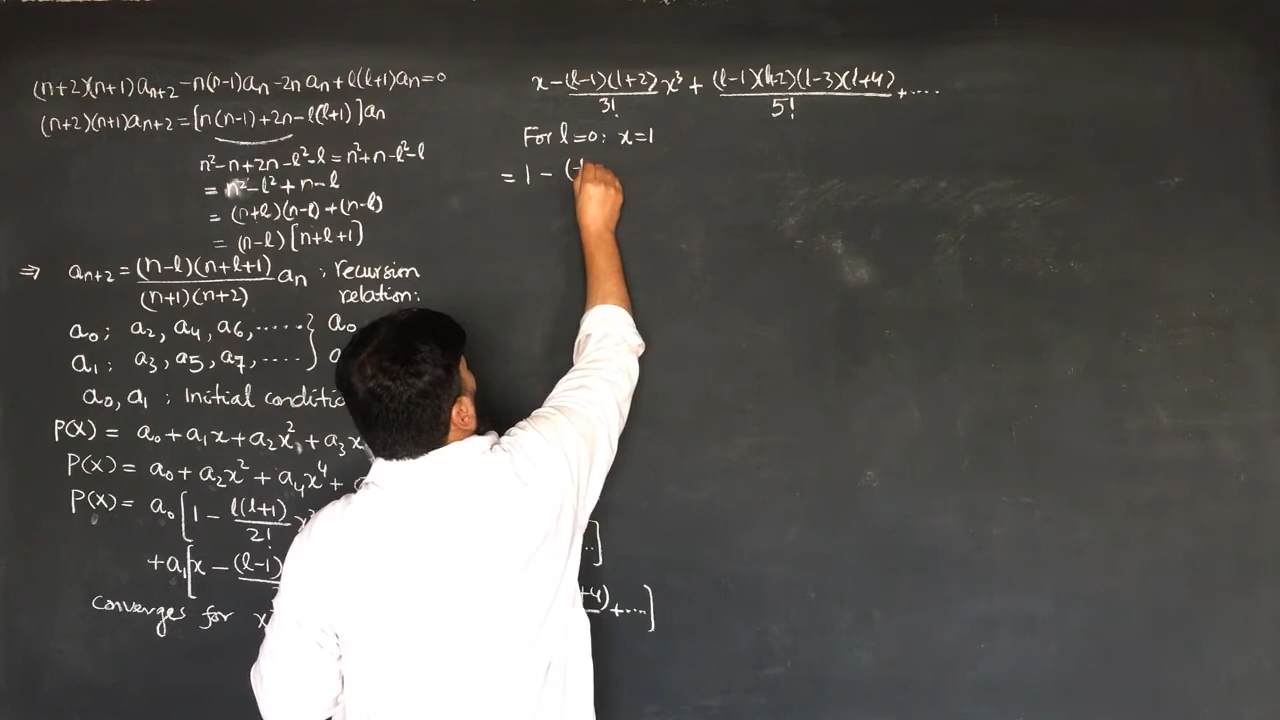 (n+2)(n+1)aₙ₊₂ – n(n-1)aₙ – 2n aₙ + l(l+1)aₙ = 0
(n+2)(n+1)aₙ₊₂ = [n(n-1)+2n – l(l+1)]aₙ
n²-n+2n-l²-l = n²+n-l²-l
= n²-l²+n-l
= (n+l)(n-l)+(n-l)
= (n-l)[n+l+1]
⇒ aₙ₊₂ = (n-l)(n+l+1)/(n+1)(n+2) aₙ : recursion relation:
a₀ ; a₂, a₄, a₆, ..... } a₀
a₁ ; a₃, a₅, a₇, .... }
a₀, a₁ : Initial
P(x) = a₀ + a₁x + a₂x² + a₃x
P(x) = a₀ + a₂x² + a₄x⁴ +
P(x) = a₀[1 – l(l+1)/2! x
..]
+a₁[x – (l-1)
+4) + ....]
Converges for x
x – (l-1)(l+2)/3! x³ + (l-1)(l+2)(l-3)(l+4)/5! + ....
For l=0: x=1
= 1 – (-